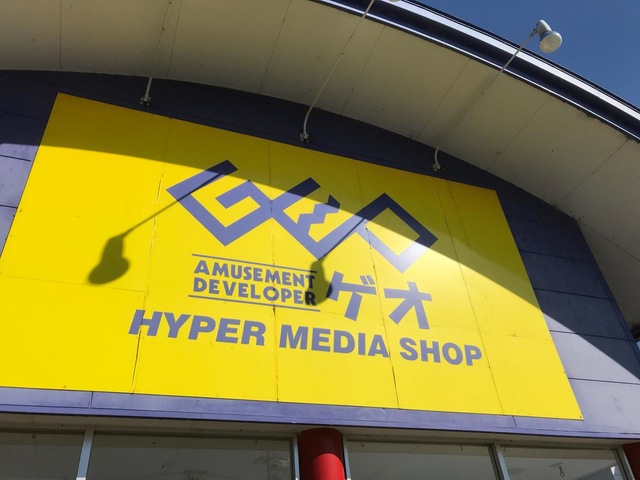 GEO
AMUSEMENT
DEVELOPER
ゲオ
HYPER MEDIA SHOP